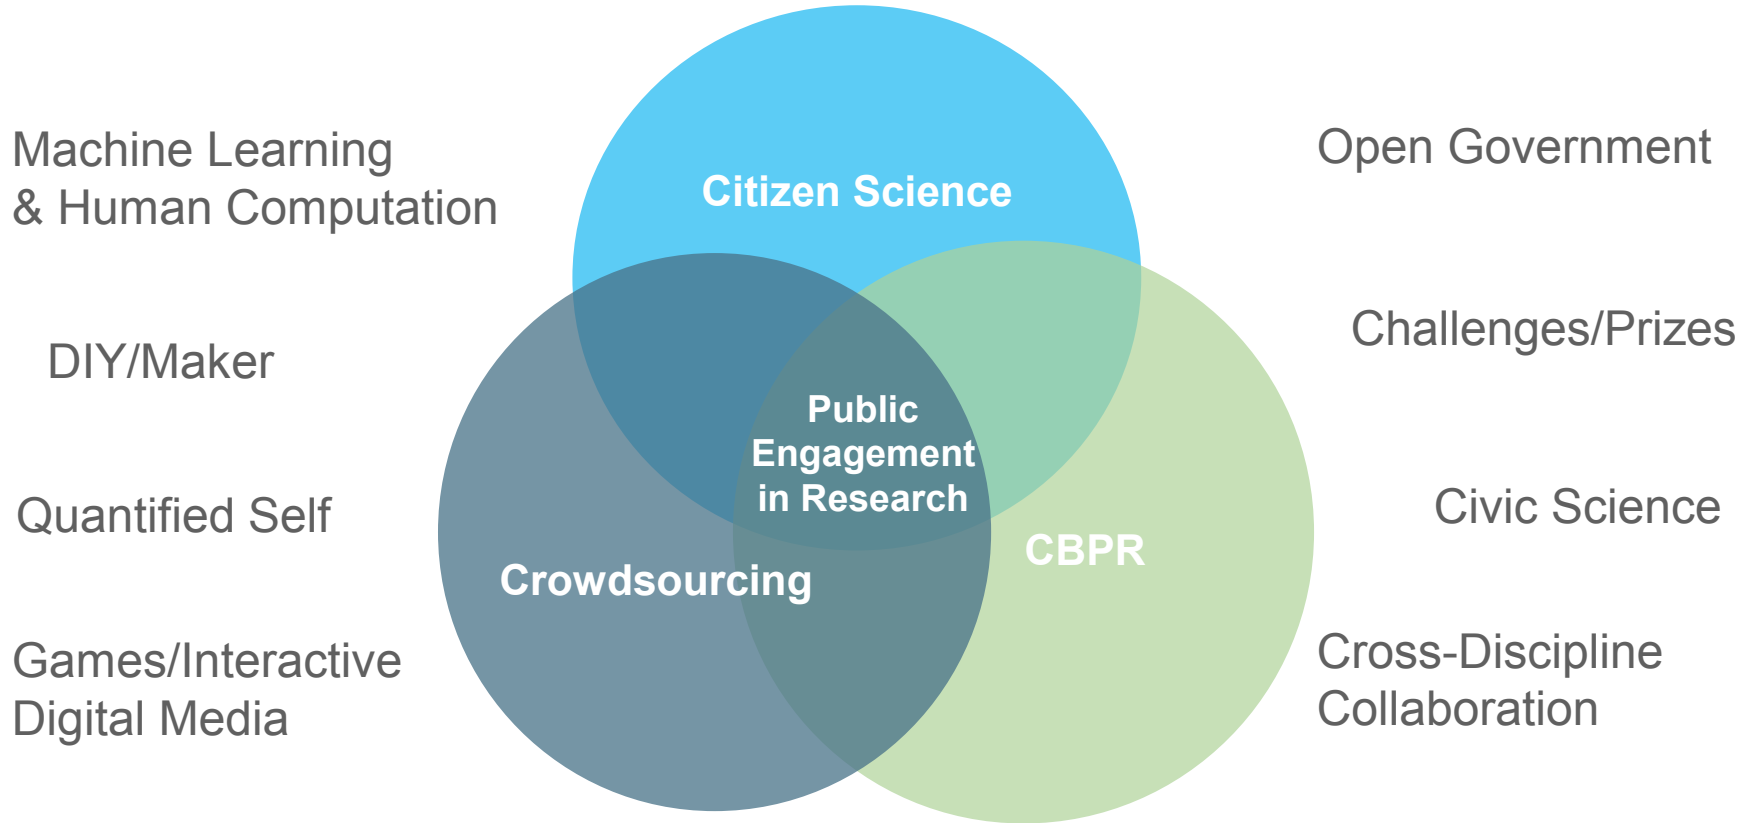 Machine Learning
& Human Computation
DIY/Maker
Quantified Self
Games/Interactive
Digital Media
Citizen Science
Public
Engagement
in Research
Crowdsourcing
CBPR
Open Government
Challenges/Prizes
Civic Science
Cross-Discipline
Collaboration